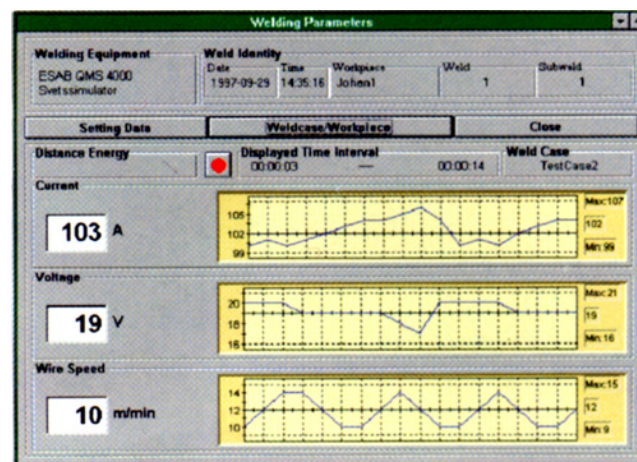 Welding Parameters
Welding Equipment
ESAB QMS 4000
Svetssimulator
Weld Identity
Date Time Workpiece Weld Subweld
1997-09-29 14:35:16 Johan1 1 1
Setting Data Weldcase/Workpiece Close
Distance Energy
Displayed Time Interval
00:00:03 — 00:00:14
Weld Case
TestCase2
Current
103 A
105
102
99
Max:107
102
Min:99
Voltage
19 V
20
18
16
Max:21
19
Min:16
Wire Speed
10 m/min
14
12
10
Max:15
12
Min:9